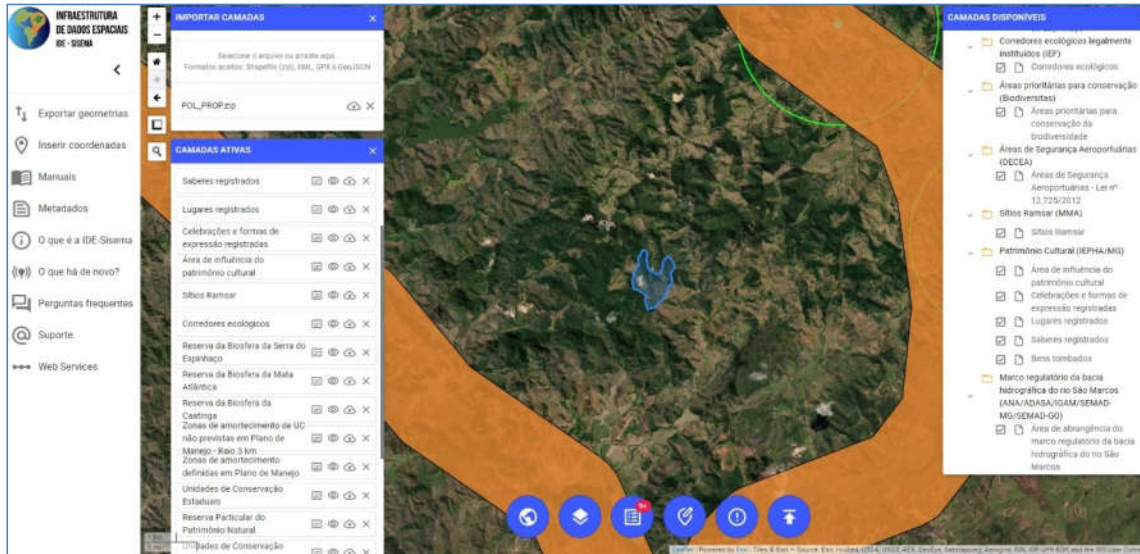 INFRAESTRUTURA
DE DADOS ESPACIAIS
IDE - SISEMA
Exportar geometrias
Inserir coordenadas
Manuais
Metadados
O que é a IDE-Sisema
O que há de novo?
Perguntas frequentes
Suporte
Web Services
IMPORTAR CAMADAS
Selecione o arquivo ou arraste aqui.
Formatos aceitos: Shapefile (zip), KML, GPX e GeoJSON
POL_PROP.zip
CAMADAS ATIVAS
Saberes registrados
Lugares registrados
Celebrações e formas de
expressão registradas
Área de influência do
patrimônio cultural
Sítios Ramsar
Corredores ecológicos
Reserva da Biosfera da Serra do
Espinhaço
Reserva da Biosfera da Mata
Atlântica
Reserva da Biosfera da
Caatinga
Zonas de amortecimento de UC
não previstas em Plano de
Manejo - Raio 3 km
Zonas de amortecimento
definidas em Plano de Manejo
Unidades de Conservação
Estaduais
Reserva Particular do
Patrimônio Natural
Unidades de Conservação
CAMADAS DISPONÍVEIS
Corredores ecológicos legalmente
instituídos (IEF)
Corredores ecológicos
Áreas prioritárias para conservação
(Biodiversitas)
Áreas prioritárias para
conservação da
biodiversidade
Áreas de Segurança Aeroportuárias
(DECEA)
Áreas de Segurança
Aeroportuárias - Lei nº
12.725/2012
Sítios Ramsar (MMA)
Sítios Ramsar
Patrimônio Cultural (IEPHA/MG)
Área de influência do
patrimônio cultural
Celebrações e formas de
expressão registradas
Lugares registrados
Saberes registrados
Bens tombados
Marco regulatório da bacia
hidrográfica do rio São Marcos
(ANA/ADASA/IGAM/SEMAD-
MG/SEMAD-GO)
Área de abrangência do
marco regulatório da bacia
hidrográfica do rio São
Marcos
9+